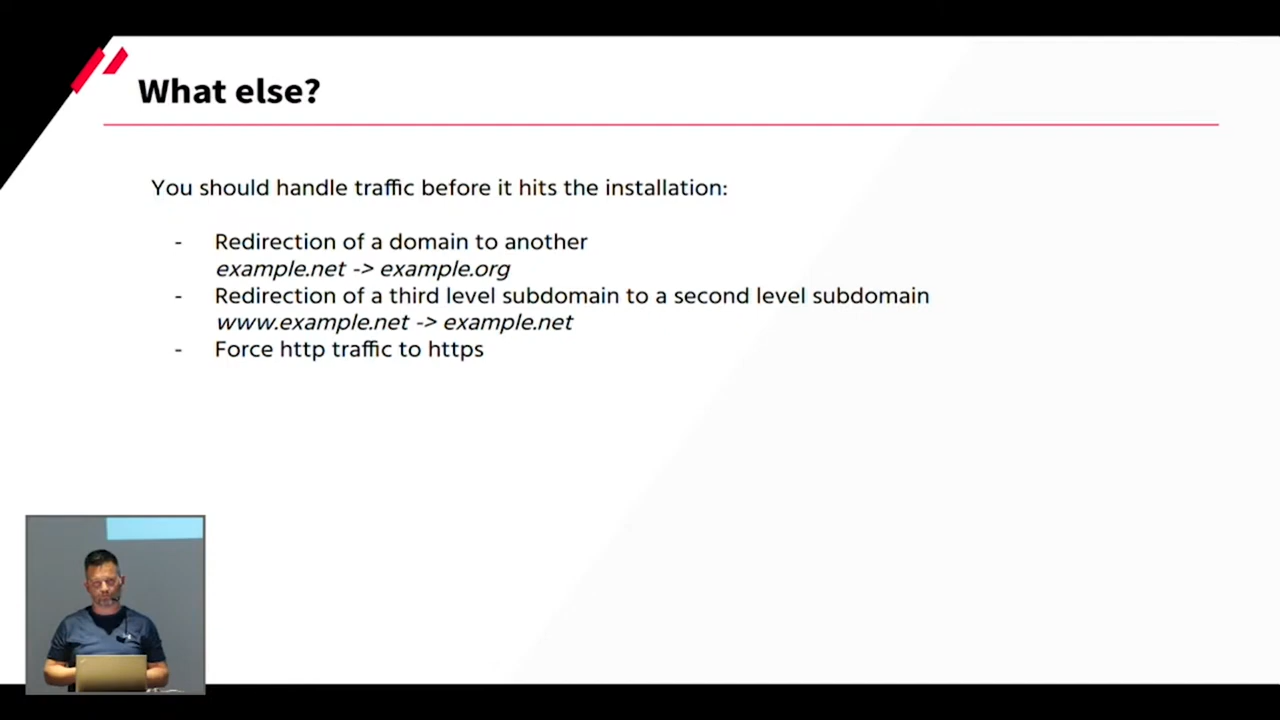 What else?
You should handle traffic before it hits the installation:
- Redirection of a domain to another
example.net -> example.org
- Redirection of a third level subdomain to a second level subdomain
www.example.net -> example.net
- Force http traffic to https